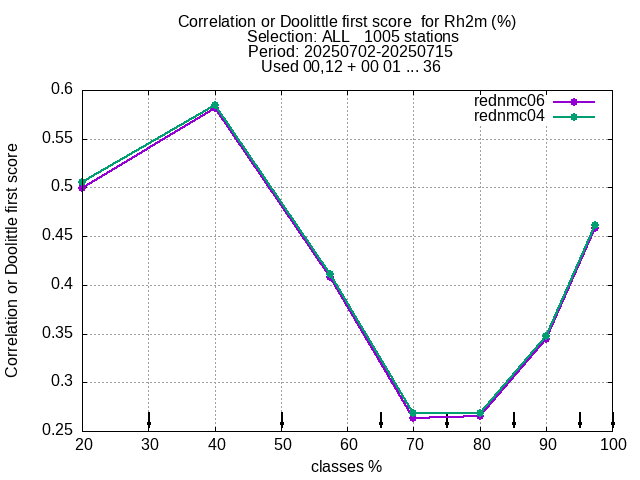 Correlation or Doolittle first score  for Rh2m (%)
Selection: ALL   1005 stations
Period: 20250702-20250715
Used 00,12 + 00 01 ... 36
rednmc06
rednmc04
Correlation or Doolittle first score
0.6
0.55
0.5
0.45
0.4
0.35
0.3
0.25
20 30 40 50 60 70 80 90 100
classes %